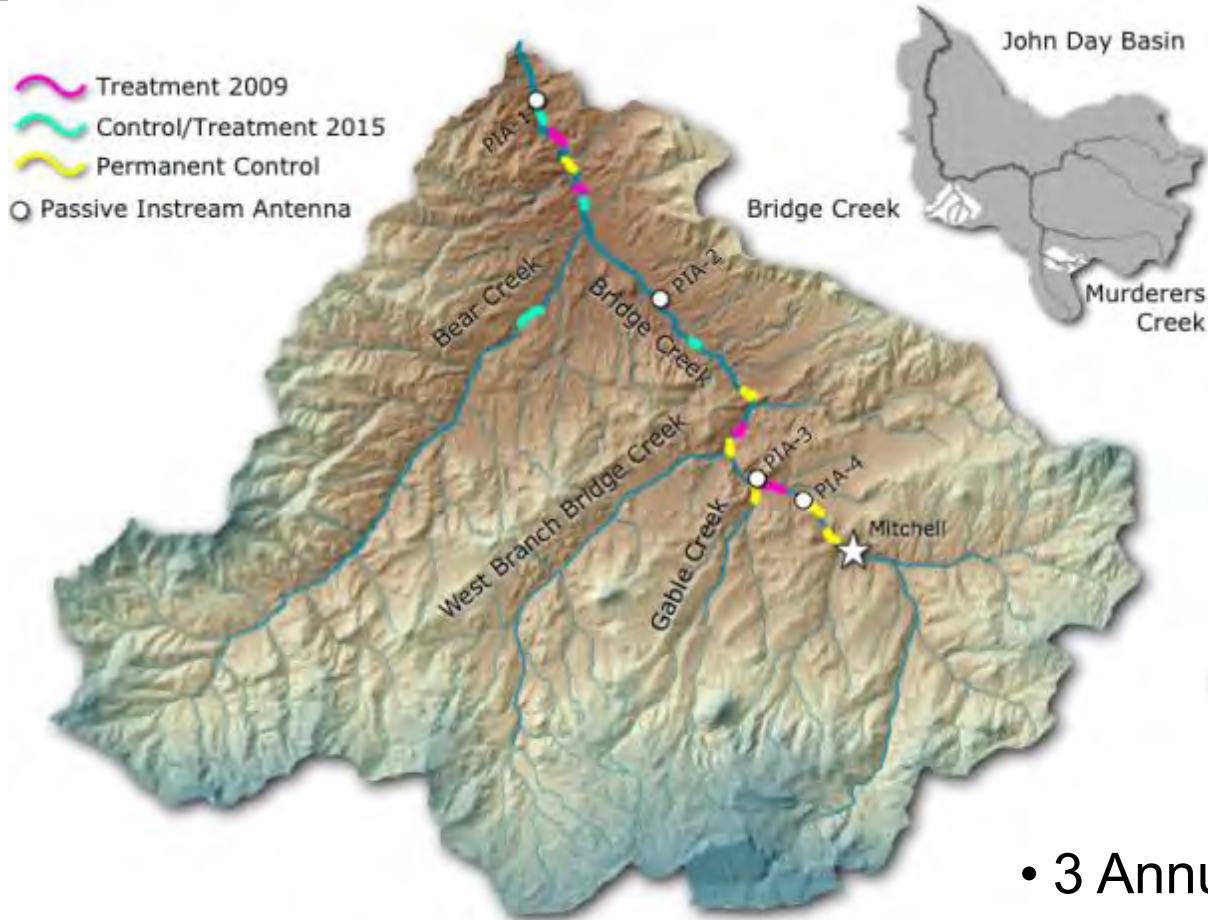 Treatment 2009
Control/Treatment 2015
Permanent Control
Passive Instream Antenna
John Day Basin
Bridge Creek
Murderers
Creek
PIA-1
PIA-2
Bear Creek
Bridge Creek
West Branch Bridge Creek
PIA-3
PIA-4
Gable Creek
Mitchell
• 3 Annu